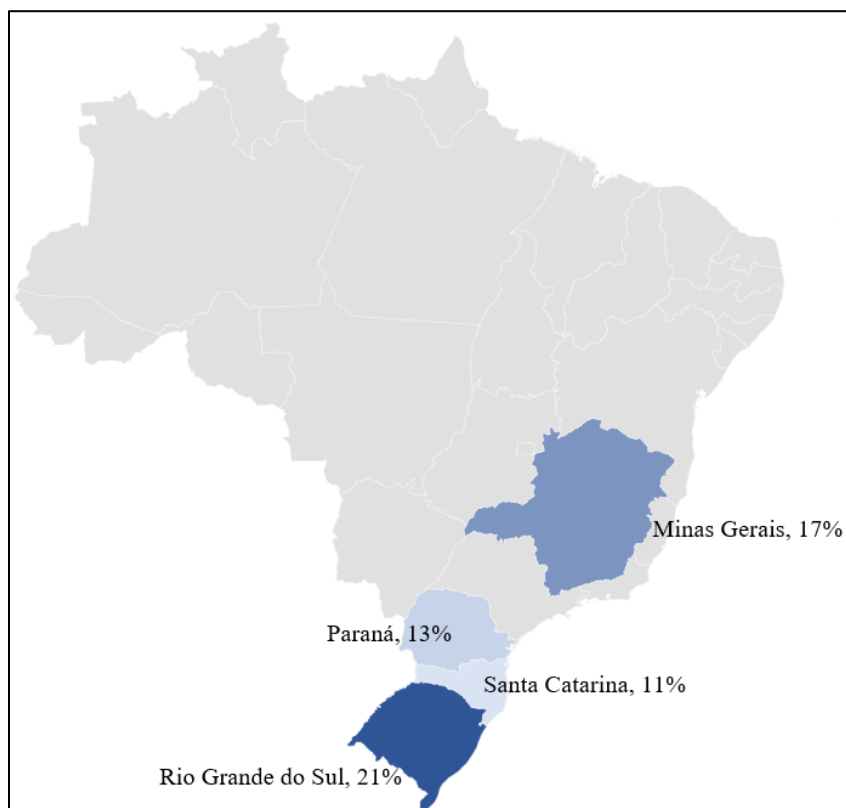 Minas Gerais, 17%
Paraná, 13%
Santa Catarina, 11%
Rio Grande do Sul, 21%